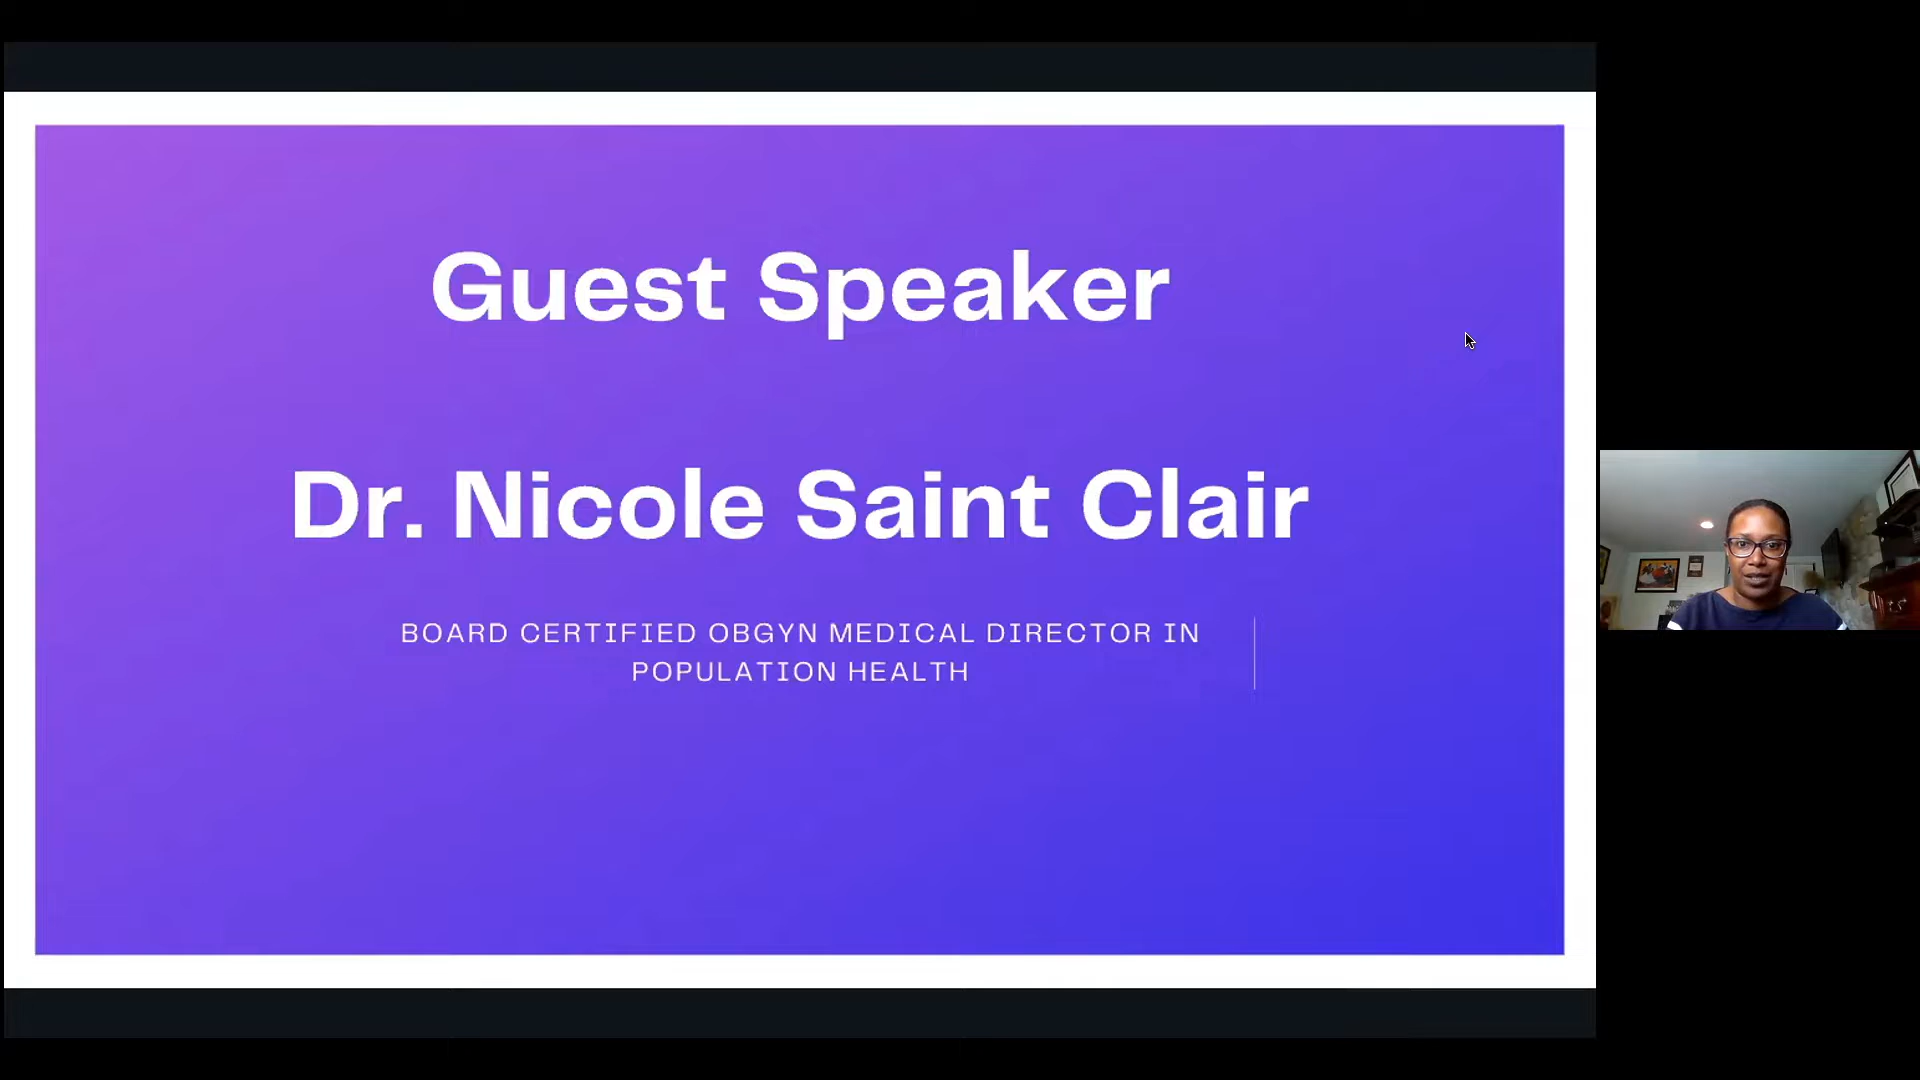 Guest Speaker
Dr. Nicole Saint Clair
BOARD CERTIFIED OBGYN MEDICAL DIRECTOR IN
POPULATION HEALTH